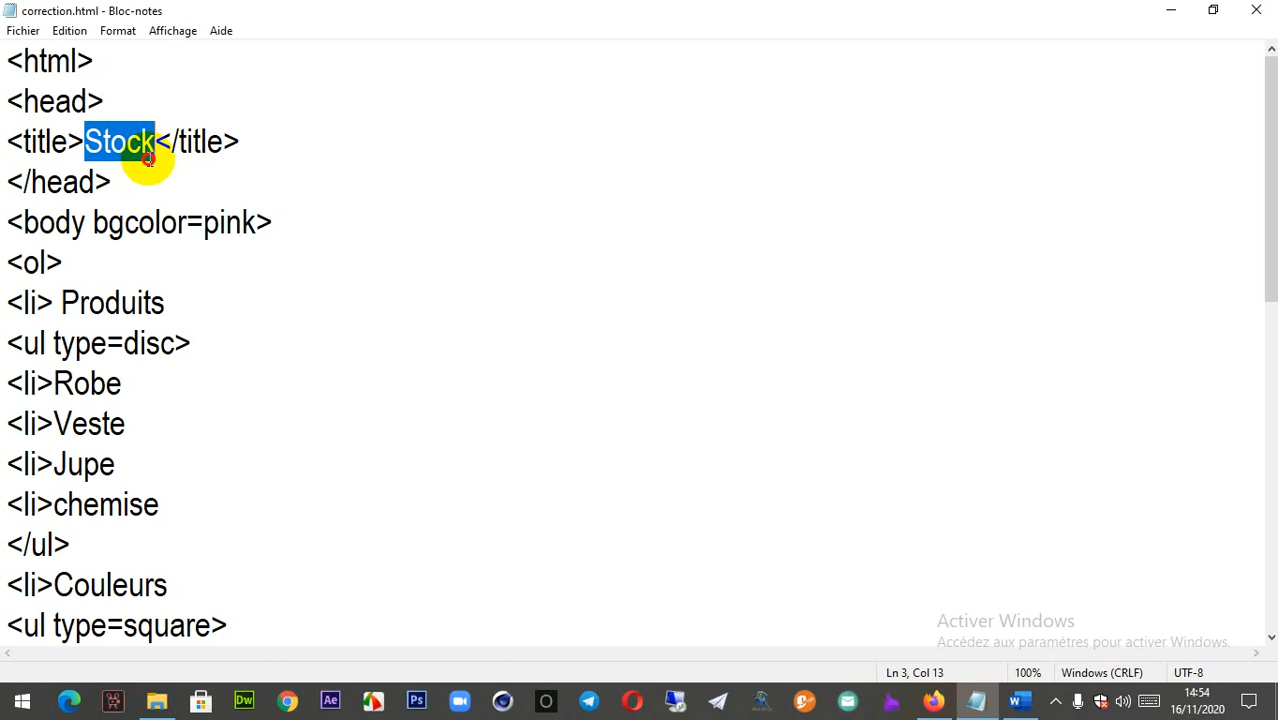 correction.html - Bloc-notes
Fichier Edition Format Affichage Aide
<html>
<head>
<title>Stock</title>
</head>
<body bgcolor=pink>
<ol>
<li> Produits
<ul type=disc>
<li>Robe
<li>Veste
<li>Jupe
<li>chemise
</ul>
<li>Couleurs
<ul type=square>
Activer Windows
Accédez aux paramètres pour activer Windows.
Ln 3, Col 13 100% Windows (CRLF) UTF-8
Dw Ae Ps W 14:54
16/11/2020